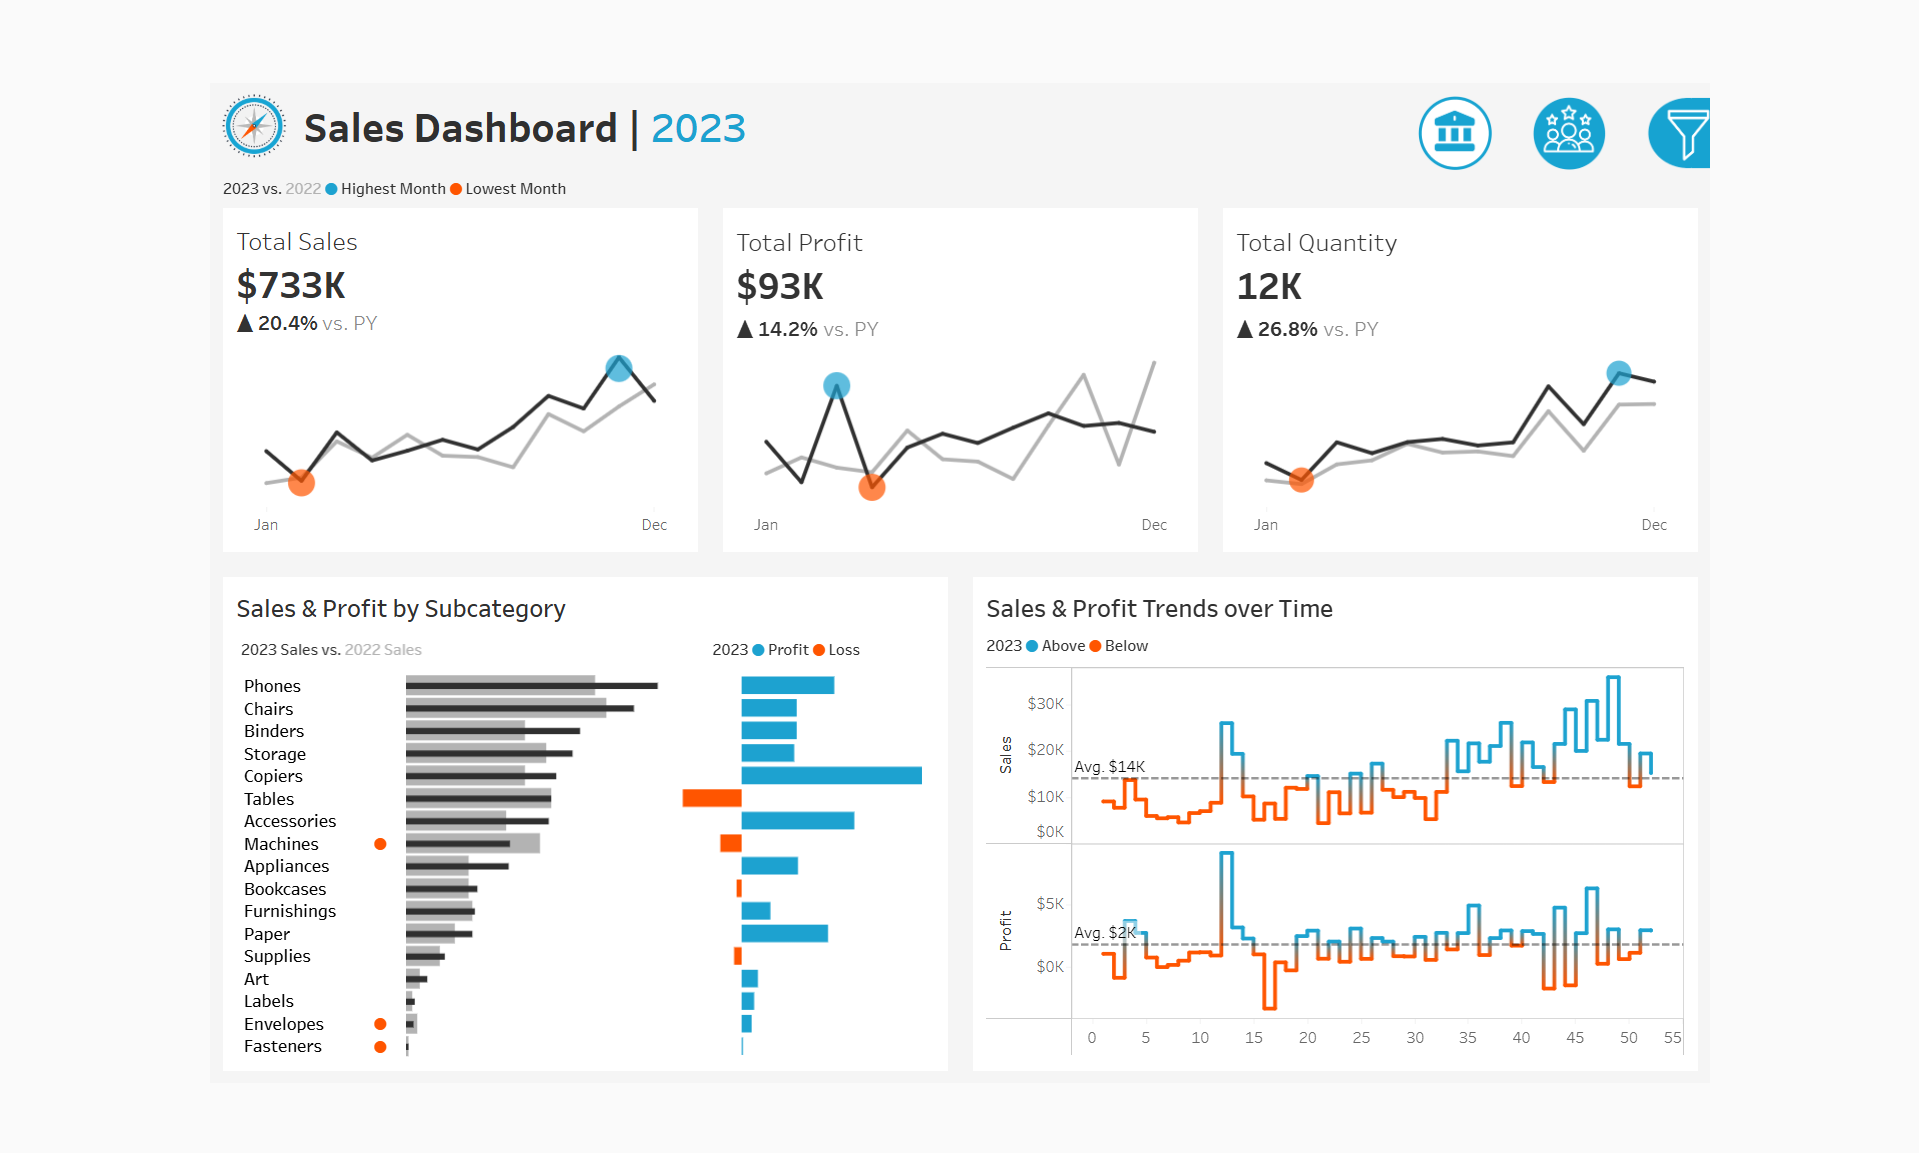 Sales Dashboard | 2023
2023 vs. 2022 Highest Month Lowest Month
Total Sales
$733K
▲ 20.4% vs. PY
Jan Dec
Total Profit
$93K
▲ 14.2% vs. PY
Jan Dec
Total Quantity
12K
▲ 26.8% vs. PY
Jan Dec
Sales & Profit by Subcategory
2023 Sales vs. 2022 Sales
2023 Profit Loss
Phones
Chairs
Binders
Storage
Copiers
Tables
Accessories
Machines
Appliances
Bookcases
Furnishings
Paper
Supplies
Art
Labels
Envelopes
Fasteners
Sales & Profit Trends over Time
2023 Above Below
Sales
$30K
$20K
$10K
$0K
Avg. $14K
Profit
$5K
$0K
Avg. $2K
0 5 10 15 20 25 30 35 40 45 50 55